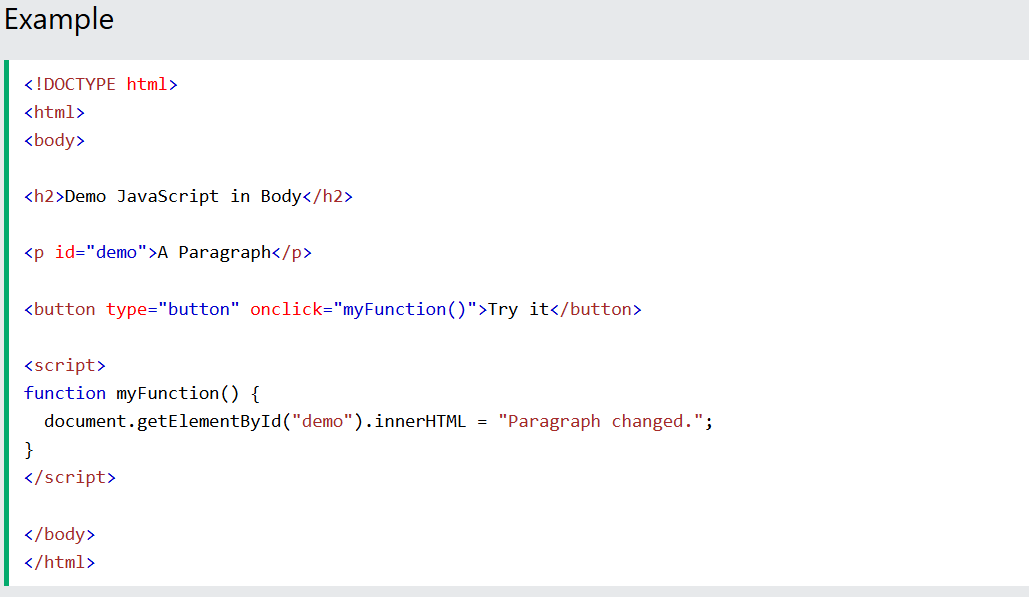 Example
<!DOCTYPE html>
<html>
<body>
<h2>Demo JavaScript in Body</h2>
<p id="demo">A Paragraph</p>
<button type="button" onclick="myFunction()">Try it</button>
<script>
function myFunction() {
  document.getElementById("demo").innerHTML = "Paragraph changed.";
}
</script>
</body>
</html>